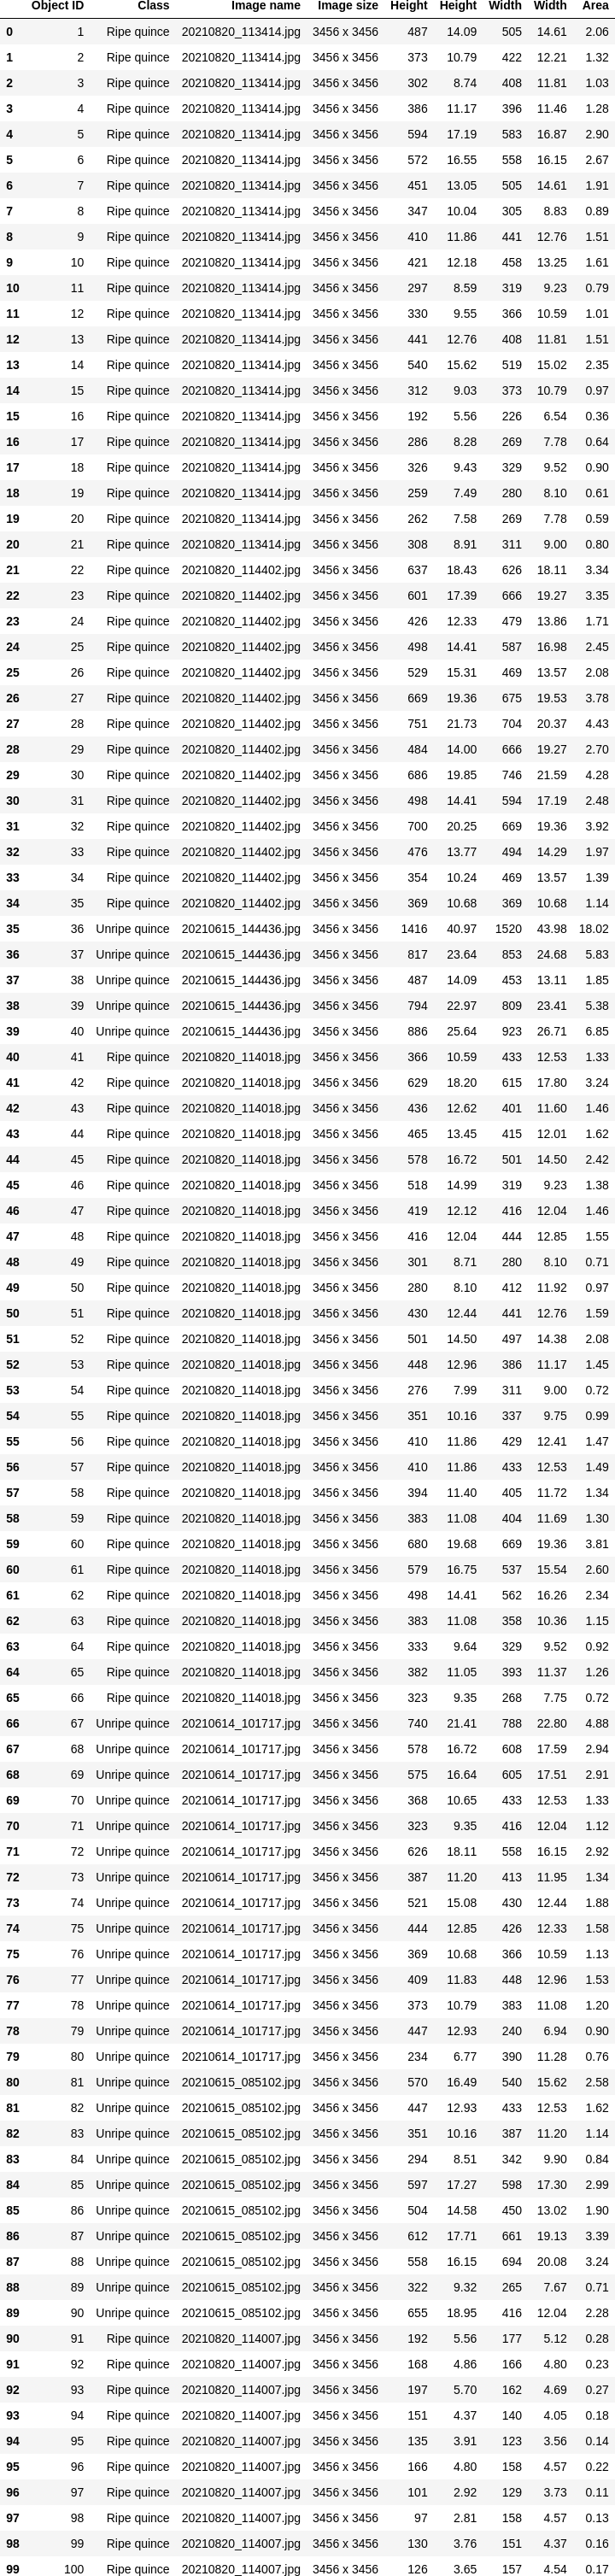 Object ID Class Image name Image size Height Height Width Width Area
0 1 Ripe quince 20210820_113414.jpg 3456 x 3456 487 14.09 505 14.61 2.06
1 2 Ripe quince 20210820_113414.jpg 3456 x 3456 373 10.79 422 12.21 1.32
2 3 Ripe quince 20210820_113414.jpg 3456 x 3456 302 8.74 408 11.81 1.03
3 4 Ripe quince 20210820_113414.jpg 3456 x 3456 386 11.17 396 11.46 1.28
4 5 Ripe quince 20210820_113414.jpg 3456 x 3456 594 17.19 583 16.87 2.90
5 6 Ripe quince 20210820_113414.jpg 3456 x 3456 572 16.55 558 16.15 2.67
6 7 Ripe quince 20210820_113414.jpg 3456 x 3456 451 13.05 505 14.61 1.91
7 8 Ripe quince 20210820_113414.jpg 3456 x 3456 347 10.04 305 8.83 0.89
8 9 Ripe quince 20210820_113414.jpg 3456 x 3456 410 11.86 441 12.76 1.51
9 10 Ripe quince 20210820_113414.jpg 3456 x 3456 421 12.18 458 13.25 1.61
10 11 Ripe quince 20210820_113414.jpg 3456 x 3456 297 8.59 319 9.23 0.79
11 12 Ripe quince 20210820_113414.jpg 3456 x 3456 330 9.55 366 10.59 1.01
12 13 Ripe quince 20210820_113414.jpg 3456 x 3456 441 12.76 408 11.81 1.51
13 14 Ripe quince 20210820_113414.jpg 3456 x 3456 540 15.62 519 15.02 2.35
14 15 Ripe quince 20210820_113414.jpg 3456 x 3456 312 9.03 373 10.79 0.97
15 16 Ripe quince 20210820_113414.jpg 3456 x 3456 192 5.56 226 6.54 0.36
16 17 Ripe quince 20210820_113414.jpg 3456 x 3456 286 8.28 269 7.78 0.64
17 18 Ripe quince 20210820_113414.jpg 3456 x 3456 326 9.43 329 9.52 0.90
18 19 Ripe quince 20210820_113414.jpg 3456 x 3456 259 7.49 280 8.10 0.61
19 20 Ripe quince 20210820_113414.jpg 3456 x 3456 262 7.58 269 7.78 0.59
20 21 Ripe quince 20210820_113414.jpg 3456 x 3456 308 8.91 311 9.00 0.80
21 22 Ripe quince 20210820_114402.jpg 3456 x 3456 637 18.43 626 18.11 3.34
22 23 Ripe quince 20210820_114402.jpg 3456 x 3456 601 17.39 666 19.27 3.35
23 24 Ripe quince 20210820_114402.jpg 3456 x 3456 426 12.33 479 13.86 1.71
24 25 Ripe quince 20210820_114402.jpg 3456 x 3456 498 14.41 587 16.98 2.45
25 26 Ripe quince 20210820_114402.jpg 3456 x 3456 529 15.31 469 13.57 2.08
26 27 Ripe quince 20210820_114402.jpg 3456 x 3456 669 19.36 675 19.53 3.78
27 28 Ripe quince 20210820_114402.jpg 3456 x 3456 751 21.73 704 20.37 4.43
28 29 Ripe quince 20210820_114402.jpg 3456 x 3456 484 14.00 666 19.27 2.70
29 30 Ripe quince 20210820_114402.jpg 3456 x 3456 686 19.85 746 21.59 4.28
30 31 Ripe quince 20210820_114402.jpg 3456 x 3456 498 14.41 594 17.19 2.48
31 32 Ripe quince 20210820_114402.jpg 3456 x 3456 700 20.25 669 19.36 3.92
32 33 Ripe quince 20210820_114402.jpg 3456 x 3456 476 13.77 494 14.29 1.97
33 34 Ripe quince 20210820_114402.jpg 3456 x 3456 354 10.24 469 13.57 1.39
34 35 Ripe quince 20210820_114402.jpg 3456 x 3456 369 10.68 369 10.68 1.14
35 36 Unripe quince 20210615_144436.jpg 3456 x 3456 1416 40.97 1520 43.98 18.02
36 37 Unripe quince 20210615_144436.jpg 3456 x 3456 817 23.64 853 24.68 5.83
37 38 Unripe quince 20210615_144436.jpg 3456 x 3456 487 14.09 453 13.11 1.85
38 39 Unripe quince 20210615_144436.jpg 3456 x 3456 794 22.97 809 23.41 5.38
39 40 Unripe quince 20210615_144436.jpg 3456 x 3456 886 25.64 923 26.71 6.85
40 41 Ripe quince 20210820_114018.jpg 3456 x 3456 366 10.59 433 12.53 1.33
41 42 Ripe quince 20210820_114018.jpg 3456 x 3456 629 18.20 615 17.80 3.24
42 43 Ripe quince 20210820_114018.jpg 3456 x 3456 436 12.62 401 11.60 1.46
43 44 Ripe quince 20210820_114018.jpg 3456 x 3456 465 13.45 415 12.01 1.62
44 45 Ripe quince 20210820_114018.jpg 3456 x 3456 578 16.72 501 14.50 2.42
45 46 Ripe quince 20210820_114018.jpg 3456 x 3456 518 14.99 319 9.23 1.38
46 47 Ripe quince 20210820_114018.jpg 3456 x 3456 419 12.12 416 12.04 1.46
47 48 Ripe quince 20210820_114018.jpg 3456 x 3456 416 12.04 444 12.85 1.55
48 49 Ripe quince 20210820_114018.jpg 3456 x 3456 301 8.71 280 8.10 0.71
49 50 Ripe quince 20210820_114018.jpg 3456 x 3456 280 8.10 412 11.92 0.97
50 51 Ripe quince 20210820_114018.jpg 3456 x 3456 430 12.44 441 12.76 1.59
51 52 Ripe quince 20210820_114018.jpg 3456 x 3456 501 14.50 497 14.38 2.08
52 53 Ripe quince 20210820_114018.jpg 3456 x 3456 448 12.96 386 11.17 1.45
53 54 Ripe quince 20210820_114018.jpg 3456 x 3456 276 7.99 311 9.00 0.72
54 55 Ripe quince 20210820_114018.jpg 3456 x 3456 351 10.16 337 9.75 0.99
55 56 Ripe quince 20210820_114018.jpg 3456 x 3456 410 11.86 429 12.41 1.47
56 57 Ripe quince 20210820_114018.jpg 3456 x 3456 410 11.86 433 12.53 1.49
57 58 Ripe quince 20210820_114018.jpg 3456 x 3456 394 11.40 405 11.72 1.34
58 59 Ripe quince 20210820_114018.jpg 3456 x 3456 383 11.08 404 11.69 1.30
59 60 Ripe quince 20210820_114018.jpg 3456 x 3456 680 19.68 669 19.36 3.81
60 61 Ripe quince 20210820_114018.jpg 3456 x 3456 579 16.75 537 15.54 2.60
61 62 Ripe quince 20210820_114018.jpg 3456 x 3456 498 14.41 562 16.26 2.34
62 63 Ripe quince 20210820_114018.jpg 3456 x 3456 383 11.08 358 10.36 1.15
63 64 Ripe quince 20210820_114018.jpg 3456 x 3456 333 9.64 329 9.52 0.92
64 65 Ripe quince 20210820_114018.jpg 3456 x 3456 382 11.05 393 11.37 1.26
65 66 Ripe quince 20210820_114018.jpg 3456 x 3456 323 9.35 268 7.75 0.72
66 67 Unripe quince 20210614_101717.jpg 3456 x 3456 740 21.41 788 22.80 4.88
67 68 Unripe quince 20210614_101717.jpg 3456 x 3456 578 16.72 608 17.59 2.94
68 69 Unripe quince 20210614_101717.jpg 3456 x 3456 575 16.64 605 17.51 2.91
69 70 Unripe quince 20210614_101717.jpg 3456 x 3456 368 10.65 433 12.53 1.33
70 71 Unripe quince 20210614_101717.jpg 3456 x 3456 323 9.35 416 12.04 1.12
71 72 Unripe quince 20210614_101717.jpg 3456 x 3456 626 18.11 558 16.15 2.92
72 73 Unripe quince 20210614_101717.jpg 3456 x 3456 387 11.20 413 11.95 1.34
73 74 Unripe quince 20210614_101717.jpg 3456 x 3456 521 15.08 430 12.44 1.88
74 75 Unripe quince 20210614_101717.jpg 3456 x 3456 444 12.85 426 12.33 1.58
75 76 Unripe quince 20210614_101717.jpg 3456 x 3456 369 10.68 366 10.59 1.13
76 77 Unripe quince 20210614_101717.jpg 3456 x 3456 409 11.83 448 12.96 1.53
77 78 Unripe quince 20210614_101717.jpg 3456 x 3456 373 10.79 383 11.08 1.20
78 79 Unripe quince 20210614_101717.jpg 3456 x 3456 447 12.93 240 6.94 0.90
79 80 Unripe quince 20210614_101717.jpg 3456 x 3456 234 6.77 390 11.28 0.76
80 81 Unripe quince 20210615_085102.jpg 3456 x 3456 570 16.49 540 15.62 2.58
81 82 Unripe quince 20210615_085102.jpg 3456 x 3456 447 12.93 433 12.53 1.62
82 83 Unripe quince 20210615_085102.jpg 3456 x 3456 351 10.16 387 11.20 1.14
83 84 Unripe quince 20210615_085102.jpg 3456 x 3456 294 8.51 342 9.90 0.84
84 85 Unripe quince 20210615_085102.jpg 3456 x 3456 597 17.27 598 17.30 2.99
85 86 Unripe quince 20210615_085102.jpg 3456 x 3456 504 14.58 450 13.02 1.90
86 87 Unripe quince 20210615_085102.jpg 3456 x 3456 612 17.71 661 19.13 3.39
87 88 Unripe quince 20210615_085102.jpg 3456 x 3456 558 16.15 694 20.08 3.24
88 89 Unripe quince 20210615_085102.jpg 3456 x 3456 322 9.32 265 7.67 0.71
89 90 Unripe quince 20210615_085102.jpg 3456 x 3456 655 18.95 416 12.04 2.28
90 91 Ripe quince 20210820_114007.jpg 3456 x 3456 192 5.56 177 5.12 0.28
91 92 Ripe quince 20210820_114007.jpg 3456 x 3456 168 4.86 166 4.80 0.23
92 93 Ripe quince 20210820_114007.jpg 3456 x 3456 197 5.70 162 4.69 0.27
93 94 Ripe quince 20210820_114007.jpg 3456 x 3456 151 4.37 140 4.05 0.18
94 95 Ripe quince 20210820_114007.jpg 3456 x 3456 135 3.91 123 3.56 0.14
95 96 Ripe quince 20210820_114007.jpg 3456 x 3456 166 4.80 158 4.57 0.22
96 97 Ripe quince 20210820_114007.jpg 3456 x 3456 101 2.92 129 3.73 0.11
97 98 Ripe quince 20210820_114007.jpg 3456 x 3456 97 2.81 158 4.57 0.13
98 99 Ripe quince 20210820_114007.jpg 3456 x 3456 130 3.76 151 4.37 0.16
99 100 Ripe quince 20210820_114007.jpg 3456 x 3456 126 3.65 157 4.54 0.17